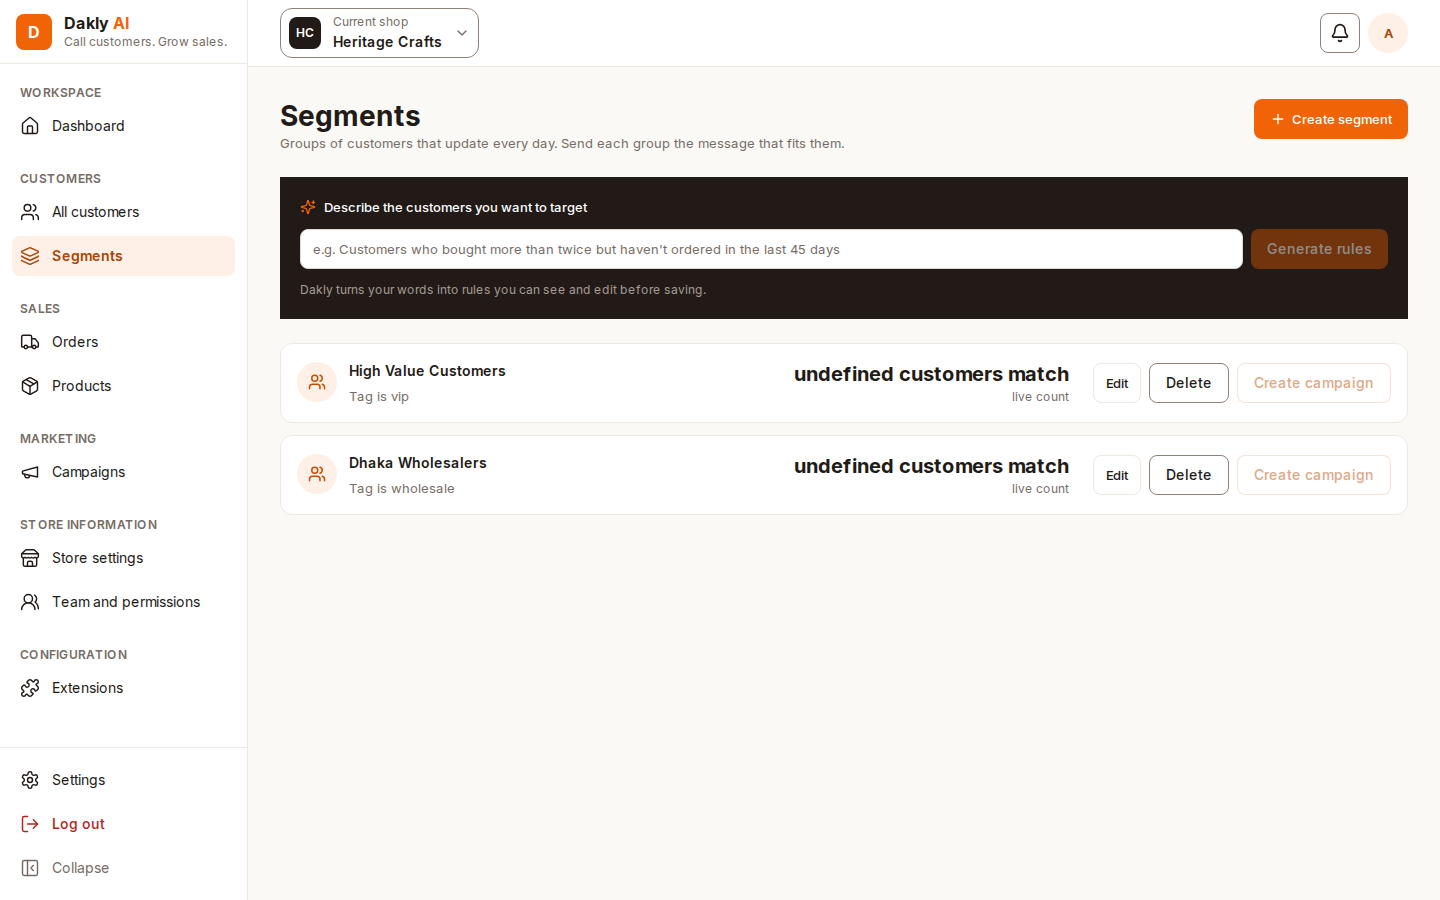 D
Dakly AI
Call customers. Grow sales.
WORKSPACE
Dashboard
CUSTOMERS
All customers
Segments
SALES
Orders
Products
MARKETING
Campaigns
STORE INFORMATION
Store settings
Team and permissions
CONFIGURATION
Extensions
Settings
Log out
Collapse
HC
Current shop
Heritage Crafts
A
Segments
Groups of customers that update every day. Send each group the message that fits them.
Create segment
Describe the customers you want to target
e.g. Customers who bought more than twice but haven't ordered in the last 45 days
Generate rules
Dakly turns your words into rules you can see and edit before saving.
High Value Customers
Tag is vip
undefined customers match
live count
Edit
Delete
Create campaign
Dhaka Wholesalers
Tag is wholesale
undefined customers match
live count
Edit
Delete
Create campaign